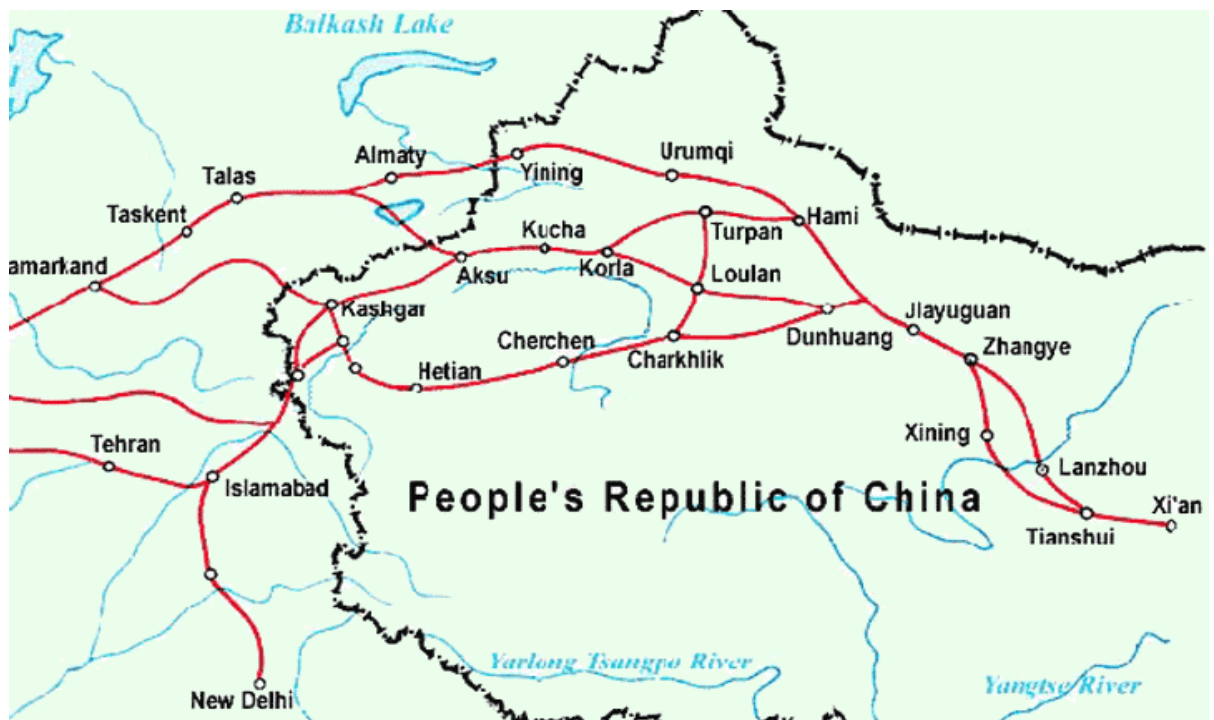 Balkash Lake
Almaty
Yining
Urumqi
Talas
Taskent
Hami
Turpan
Kucha
Korla
amarkand
Aksu
Loulan
Kashgar
Dunhuang
JIayuguan
Cherchen
Charkhlik
Zhangye
Hetian
Tehran
Xining
Lanzhou
Islamabad
People's Republic of China
Xi'an
Tianshui
Yarlong Tsangpo River
New Delhi
Yangtse River